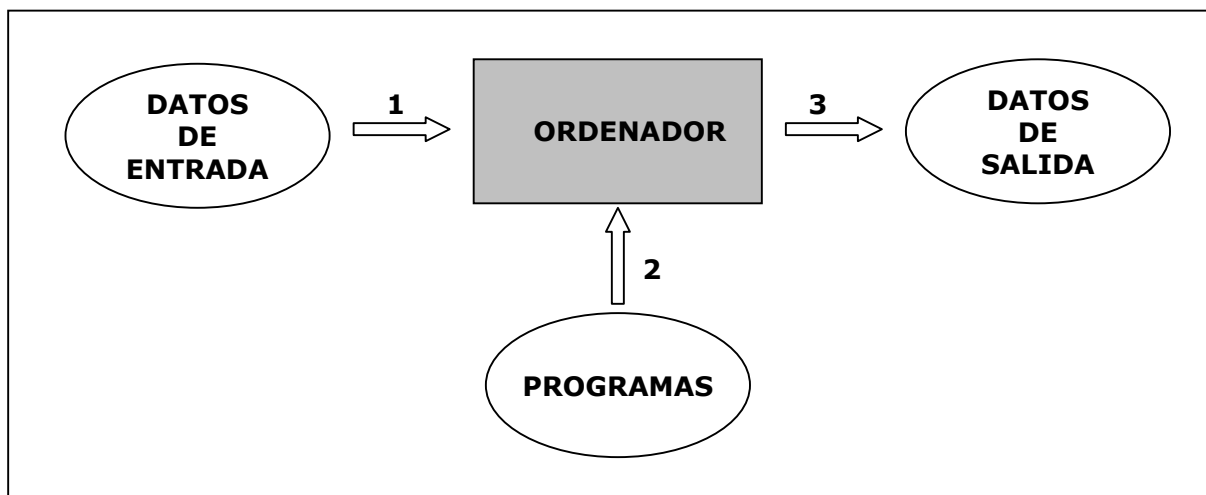 DATOS
DE
ENTRADA
1
ORDENADOR
3
DATOS
DE
SALIDA
2
PROGRAMAS